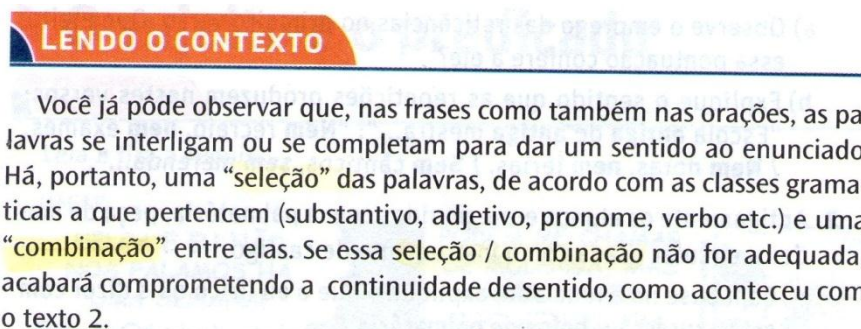 LENDO O CONTEXTO
Você já pôde observar que, nas frases como também nas orações, as pa
lavras se interligam ou se completam para dar um sentido ao enunciado
Há, portanto, uma “seleção” das palavras, de acordo com as classes grama
ticais a que pertencem (substantivo, adjetivo, pronome, verbo etc.) e uma
“combinação” entre elas. Se essa seleção / combinação não for adequada
acabará comprometendo a continuidade de sentido, como aconteceu com
o texto 2.